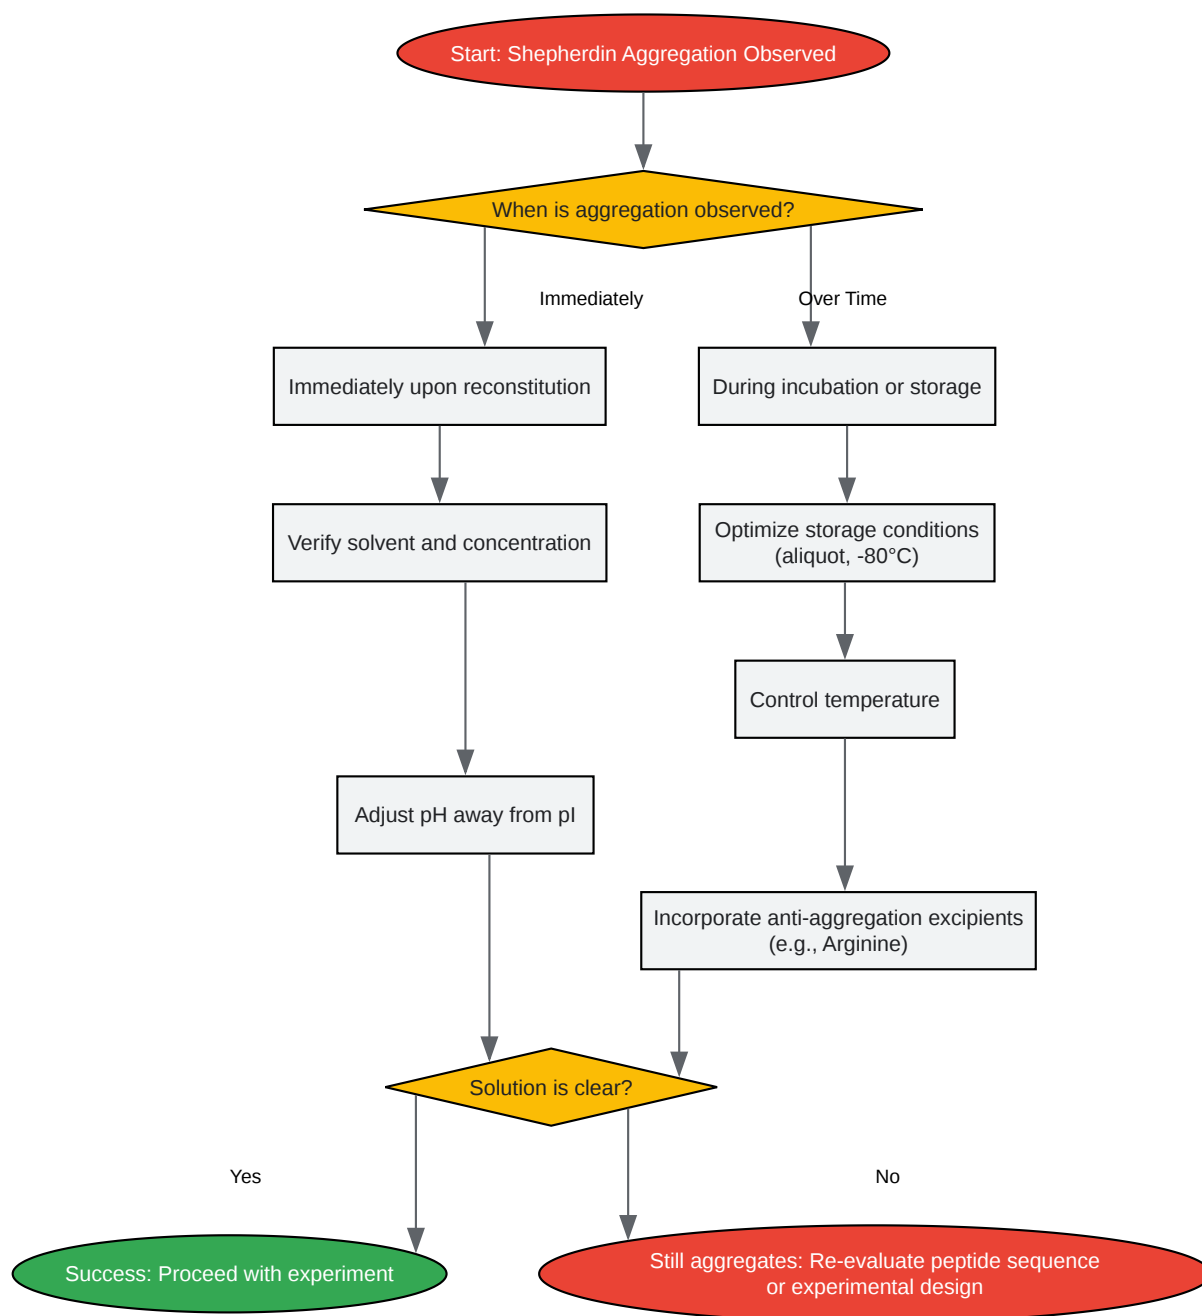 Start: Shepherdin Aggregation Observed
When is aggregation observed?
Immediately
Over Time
Immediately upon reconstitution
During incubation or storage
Verify solvent and concentration
Optimize storage conditions
(aliquot, -80°C)
Control temperature
Adjust pH away from pI
Incorporate anti-aggregation excipients
(e.g., Arginine)
Solution is clear?
Yes
No
Success: Proceed with experiment
Still aggregates: Re-evaluate peptide sequence
or experimental design